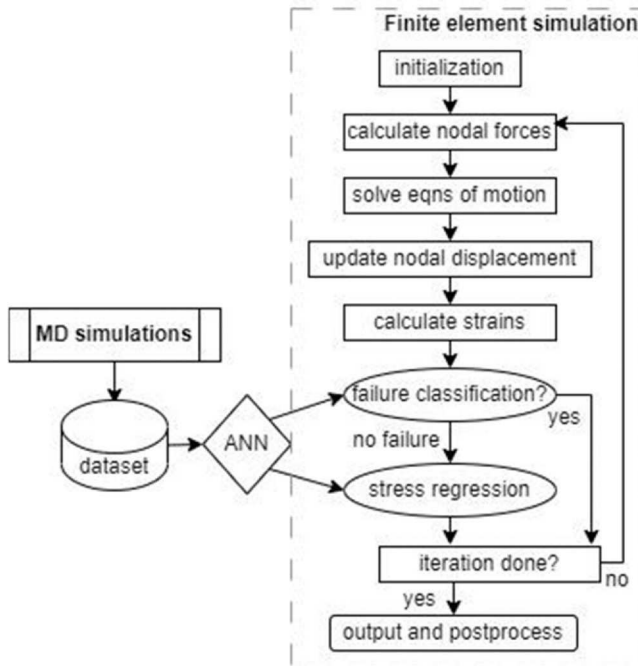 Finite element simulation
initialization
calculate nodal forces
solve eqns of motion
update nodal displacement
calculate strains
MD simulations
failure classification?
yes
dataset
ANN
no failure
stress regression
iteration done?
no
yes
output and postprocess